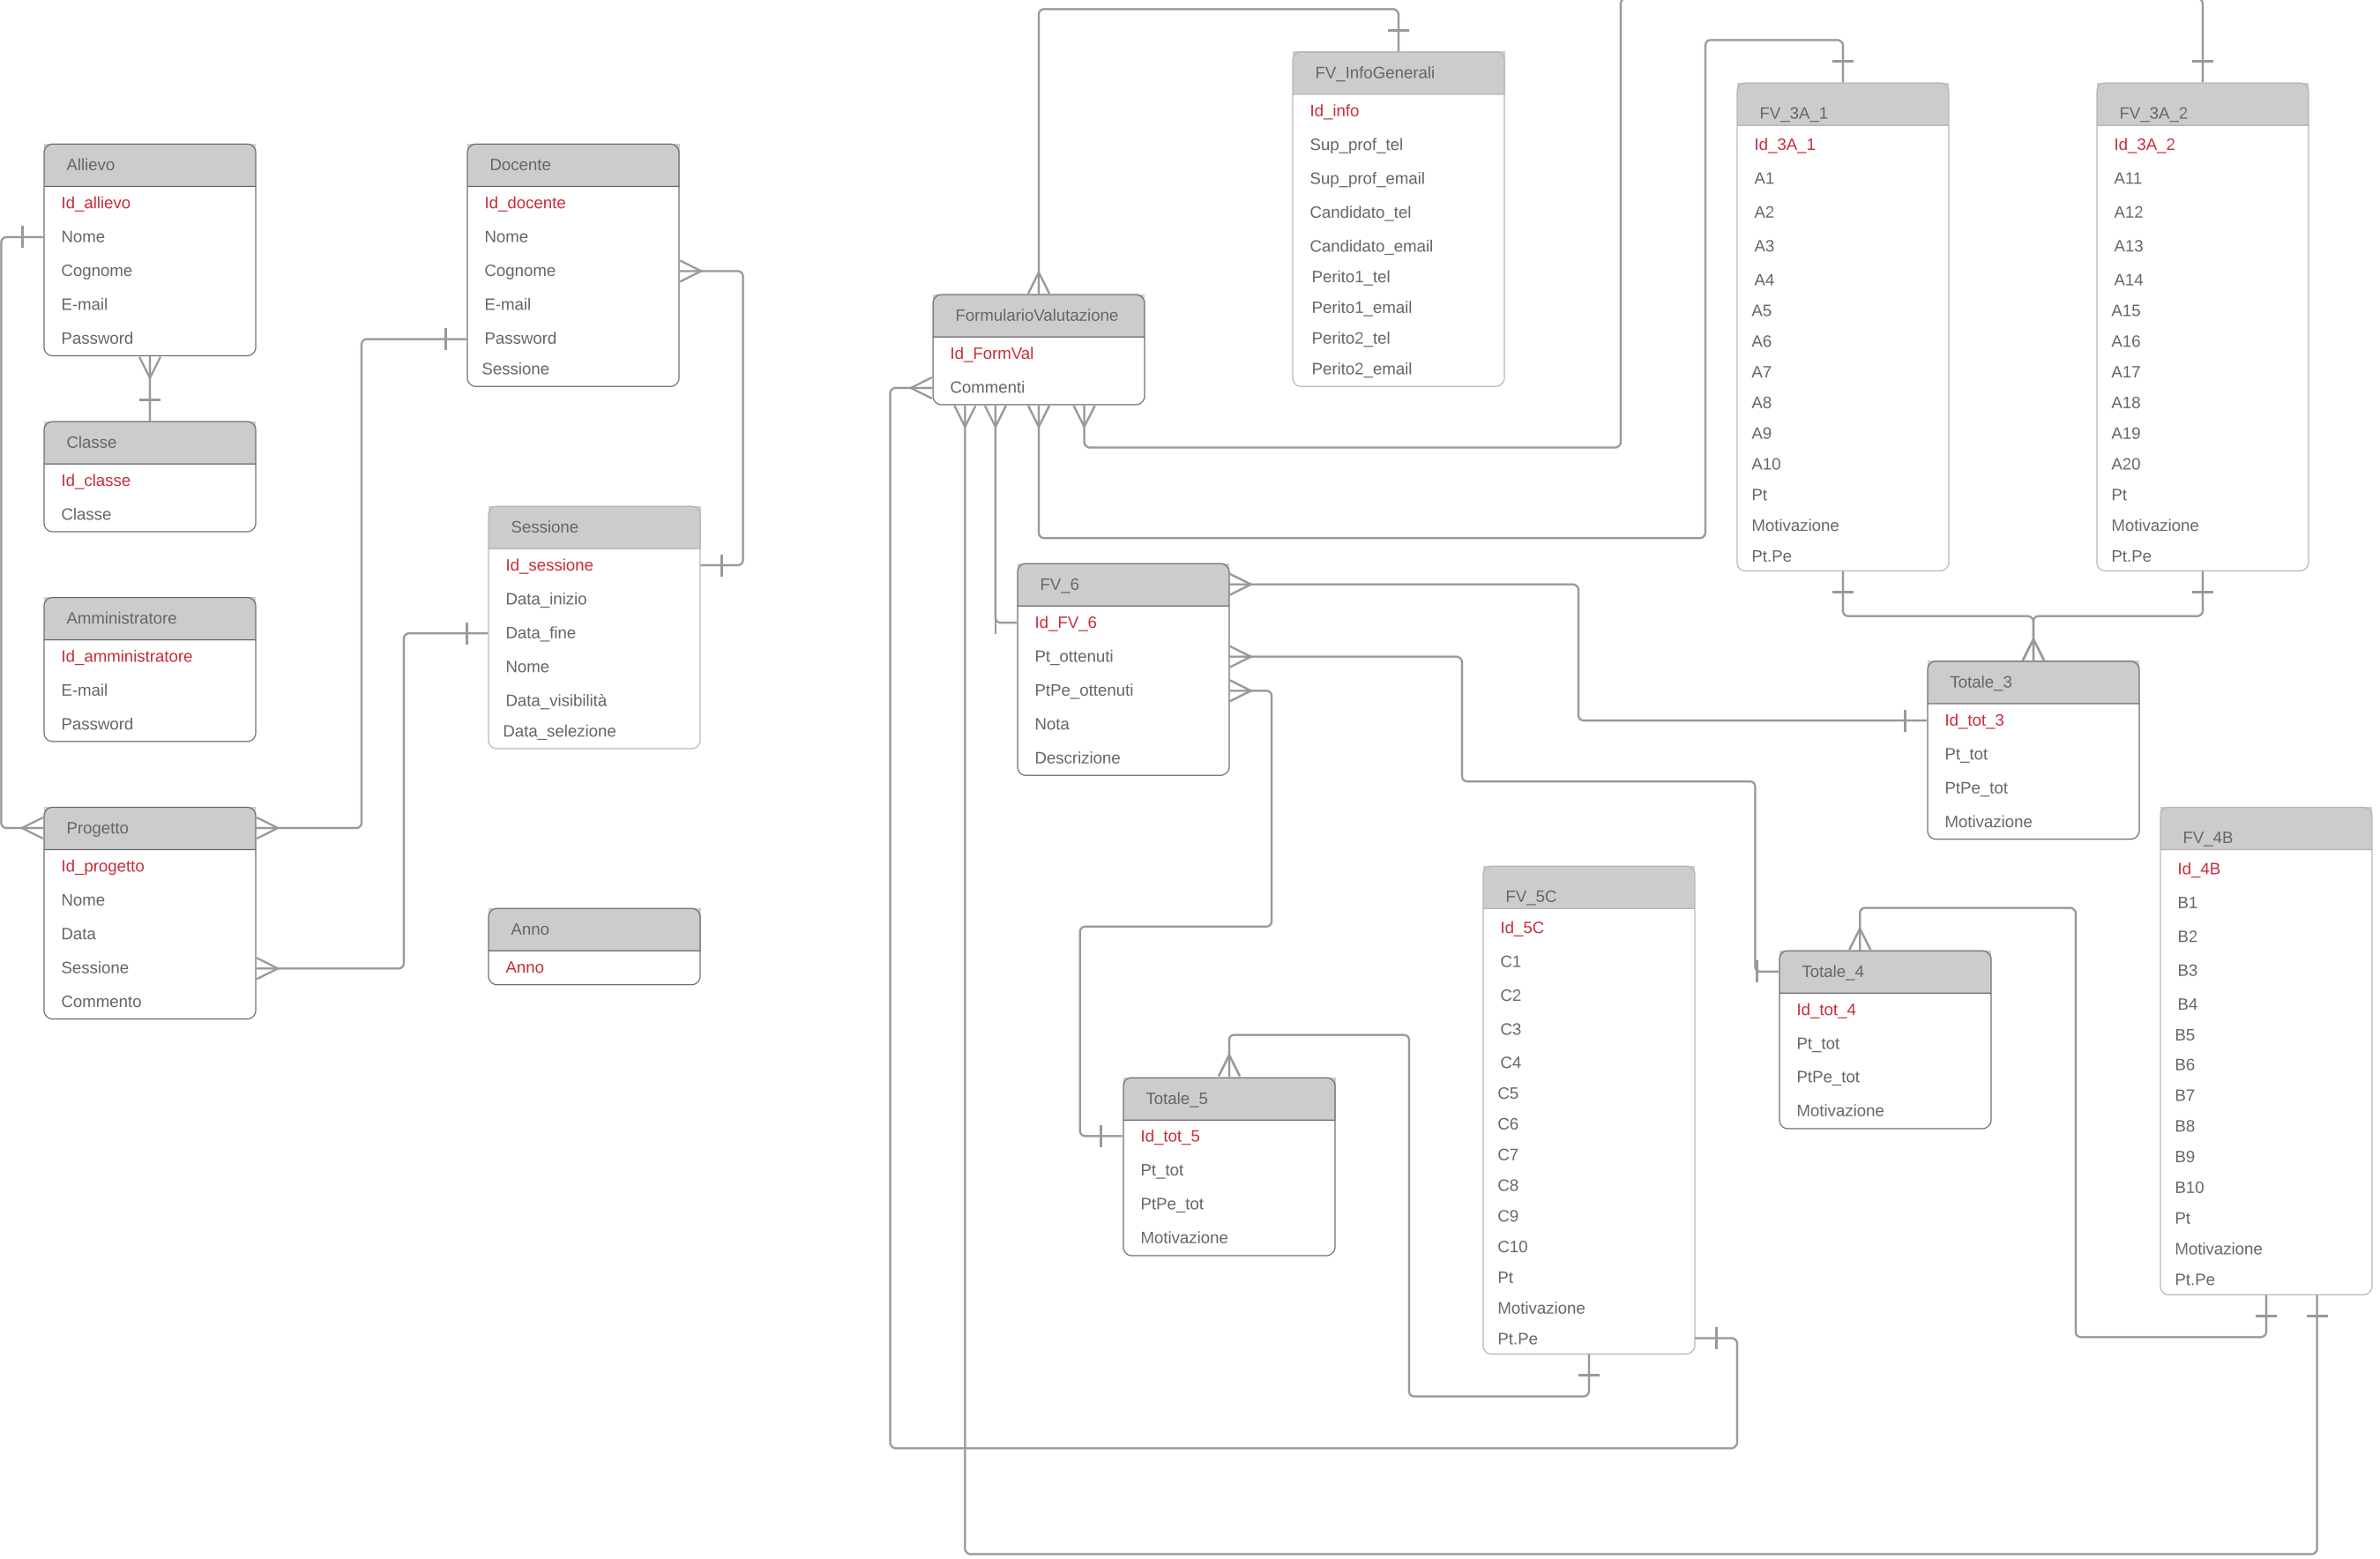 Allievo
Id_allievo
Nome
Cognome
E-mail
Password
Classe
Id_classe
Classe
Amministratore
Id_amministratore
E-mail
Password
Progetto
Id_progetto
Nome
Data
Sessione
Commento
Docente
Id_docente
Nome
Cognome
E-mail
Password
Sessione
Sessione
Id_sessione
Data_inizio
Data_fine
Nome
Data_visibilità
Data_selezione
Anno
Anno
FormularioValutazione
Id_FormVal
Commenti
FV_InfoGenerali
Id_info
Sup_prof_tel
Sup_prof_email
Candidato_tel
Candidato_email
Perito1_tel
Perito1_email
Perito2_tel
Perito2_email
FV_3A_1
Id_3A_1
A1
A2
A3
A4
A5
A6
A7
A8
A9
A10
Pt
Motivazione
Pt.Pe
FV_3A_2
Id_3A_2
A11
A12
A13
A14
A15
A16
A17
A18
A19
A20
Pt
Motivazione
Pt.Pe
FV_6
Id_FV_6
Pt_ottenuti
PtPe_ottenuti
Nota
Descrizione
Totale_3
Id_tot_3
Pt_tot
PtPe_tot
Motivazione
Totale_5
Id_tot_5
Pt_tot
PtPe_tot
Motivazione
FV_5C
Id_5C
C1
C2
C3
C4
C5
C6
C7
C8
C9
C10
Pt
Motivazione
Pt.Pe
Totale_4
Id_tot_4
Pt_tot
PtPe_tot
Motivazione
FV_4B
Id_4B
B1
B2
B3
B4
B5
B6
B7
B8
B9
B10
Pt
Motivazione
Pt.Pe